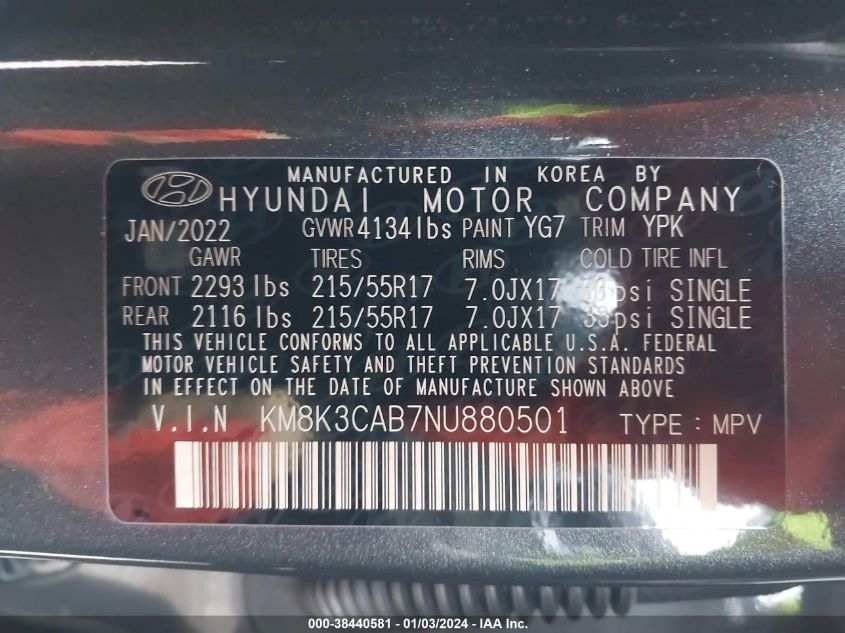 MANUFACTURED IN KOREA BY
HYUNDAI MOTOR COMPANY
JAN/2022 GVWR 4134 lbs PAINT YG7 TRIM YPK
GAWR TIRES RIMS COLD TIRE INFL
FRONT 2293 lbs 215/55R17 7.0JX17 33psi SINGLE
REAR 2116 lbs 215/55R17 7.0JX17 33psi SINGLE
THIS VEHICLE CONFORMS TO ALL APPLICABLE U.S.A. FEDERAL
MOTOR VEHICLE SAFETY AND THEFT PREVENTION STANDARDS
IN EFFECT ON THE DATE OF MANUFACTURE SHOWN ABOVE
V.I.N KM8K3CAB7NU880501 TYPE : MPV
000-38440581 - 01/03/2024 - IAA Inc.